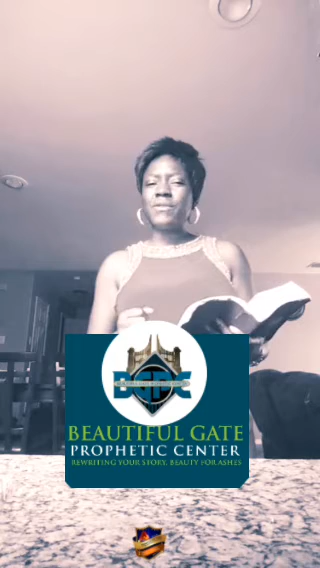 BEAUTIFUL GATE
PROPHETIC CENTER
REWRITING YOUR STORY, BEAUTY FOR ASHES